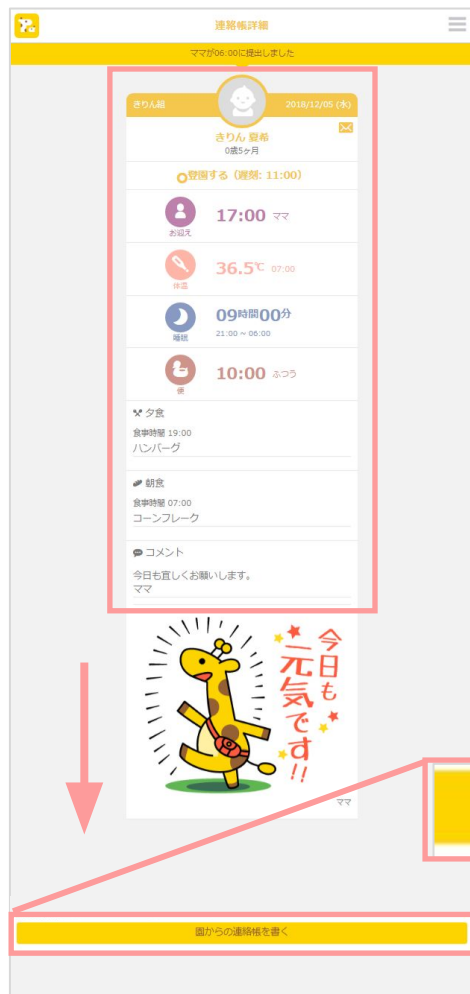 連絡帳詳細
ママが06:00に提出しました
きりん組 2018/12/05 (水)
きりん 夏希
0歳5ヶ月
登園する（遅刻: 11:00）
17:00 ママ
お迎え
36.5℃ 07:00
体温
09時間00分
21:00 ~ 06:00
睡眠
10:00 ふつう
便
夕食
食事時間 19:00
ハンバーグ
朝食
食事時間 07:00
コーンフレーク
コメント
今日も宜しくお願いします。
ママ
今日も
元気です!!
ママ
園からの連絡帳を書く